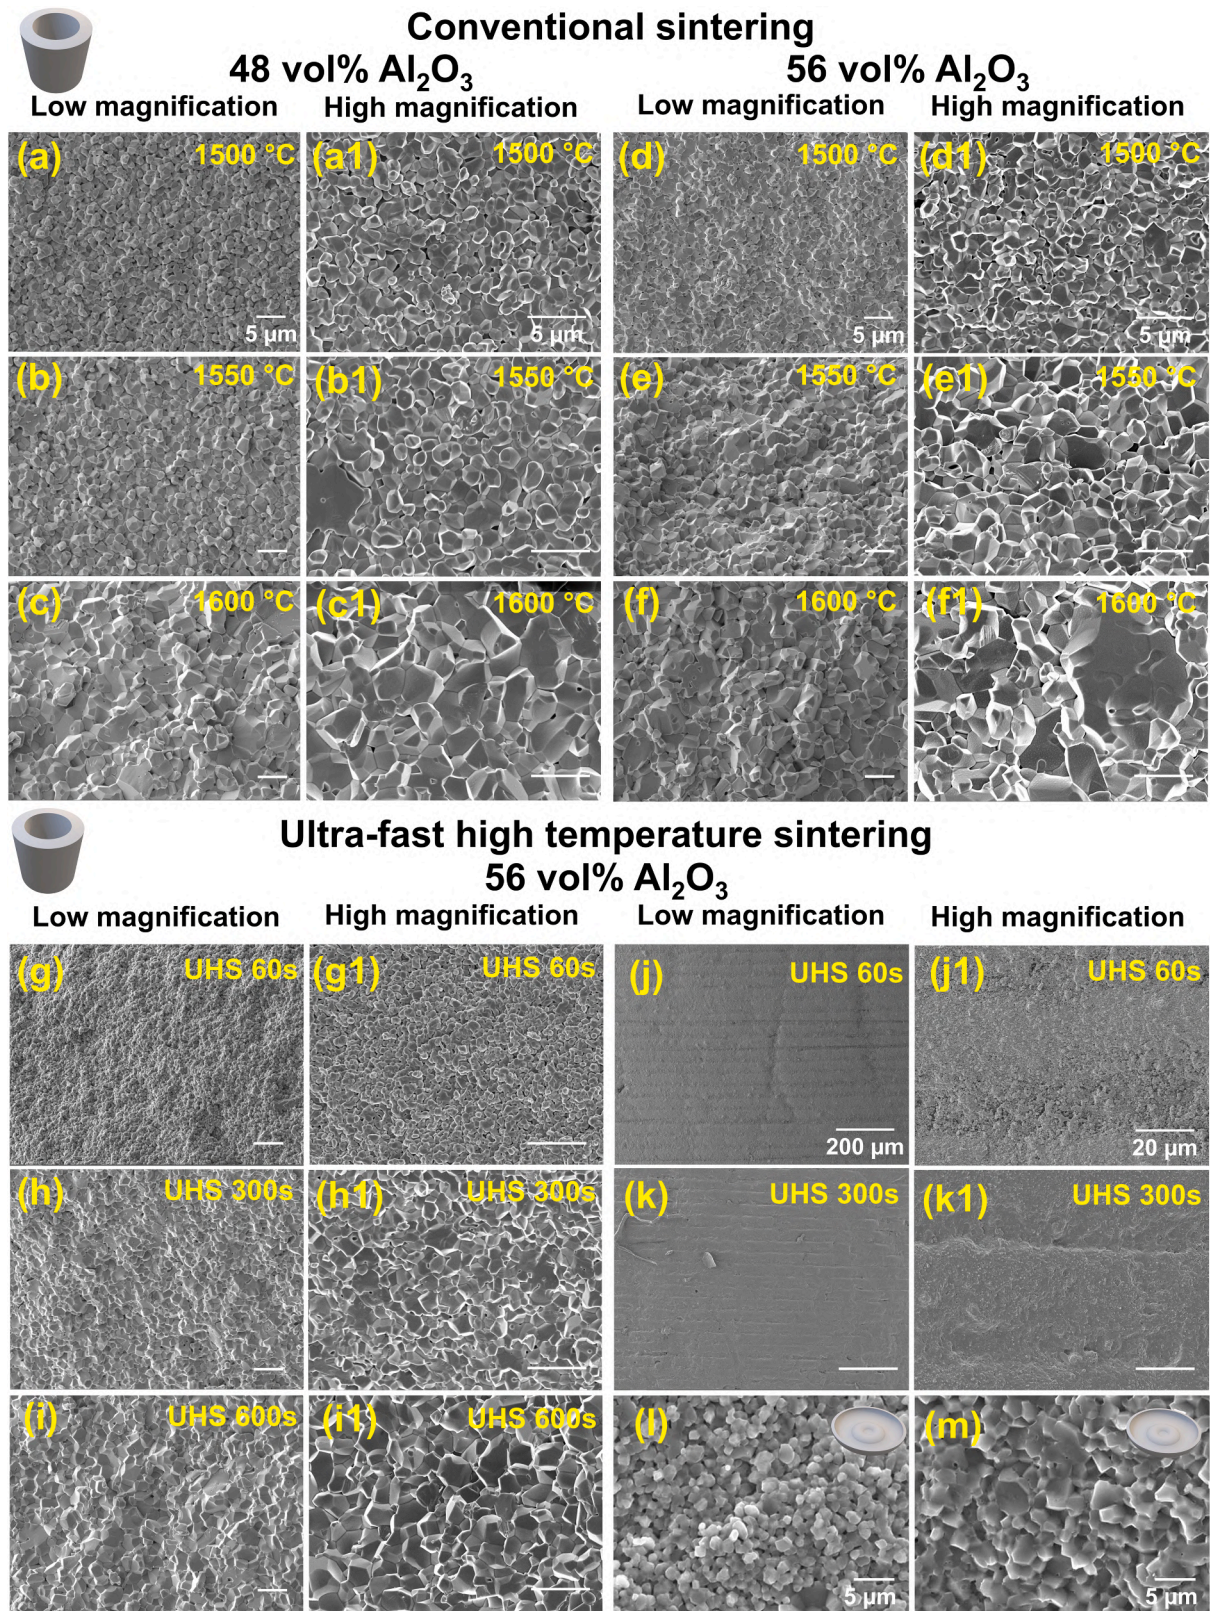 Conventional sintering
48 vol% Al₂O₃ 56 vol% Al₂O₃
Low magnification High magnification Low magnification High magnification
(a) 1500 °C (a1) 1500 °C (d) 1500 °C (d1) 1500 °C
5 µm 5 µm 5 µm 5 µm
(b) 1550 °C (b1) 1550 °C (e) 1550 °C (e1) 1550 °C
(c) 1600 °C (c1) 1600 °C (f) 1600 °C (f1) 1600 °C
Ultra-fast high temperature sintering
56 vol% Al₂O₃
Low magnification High magnification Low magnification High magnification
(g) UHS 60s (g1) UHS 60s (j) UHS 60s (j1) UHS 60s
200 µm 20 µm
(h) UHS 300s (h1) UHS 300s (k) UHS 300s (k1) UHS 300s
(i) UHS 600s (i1) UHS 600s (l) (m)
5 µm 5 µm